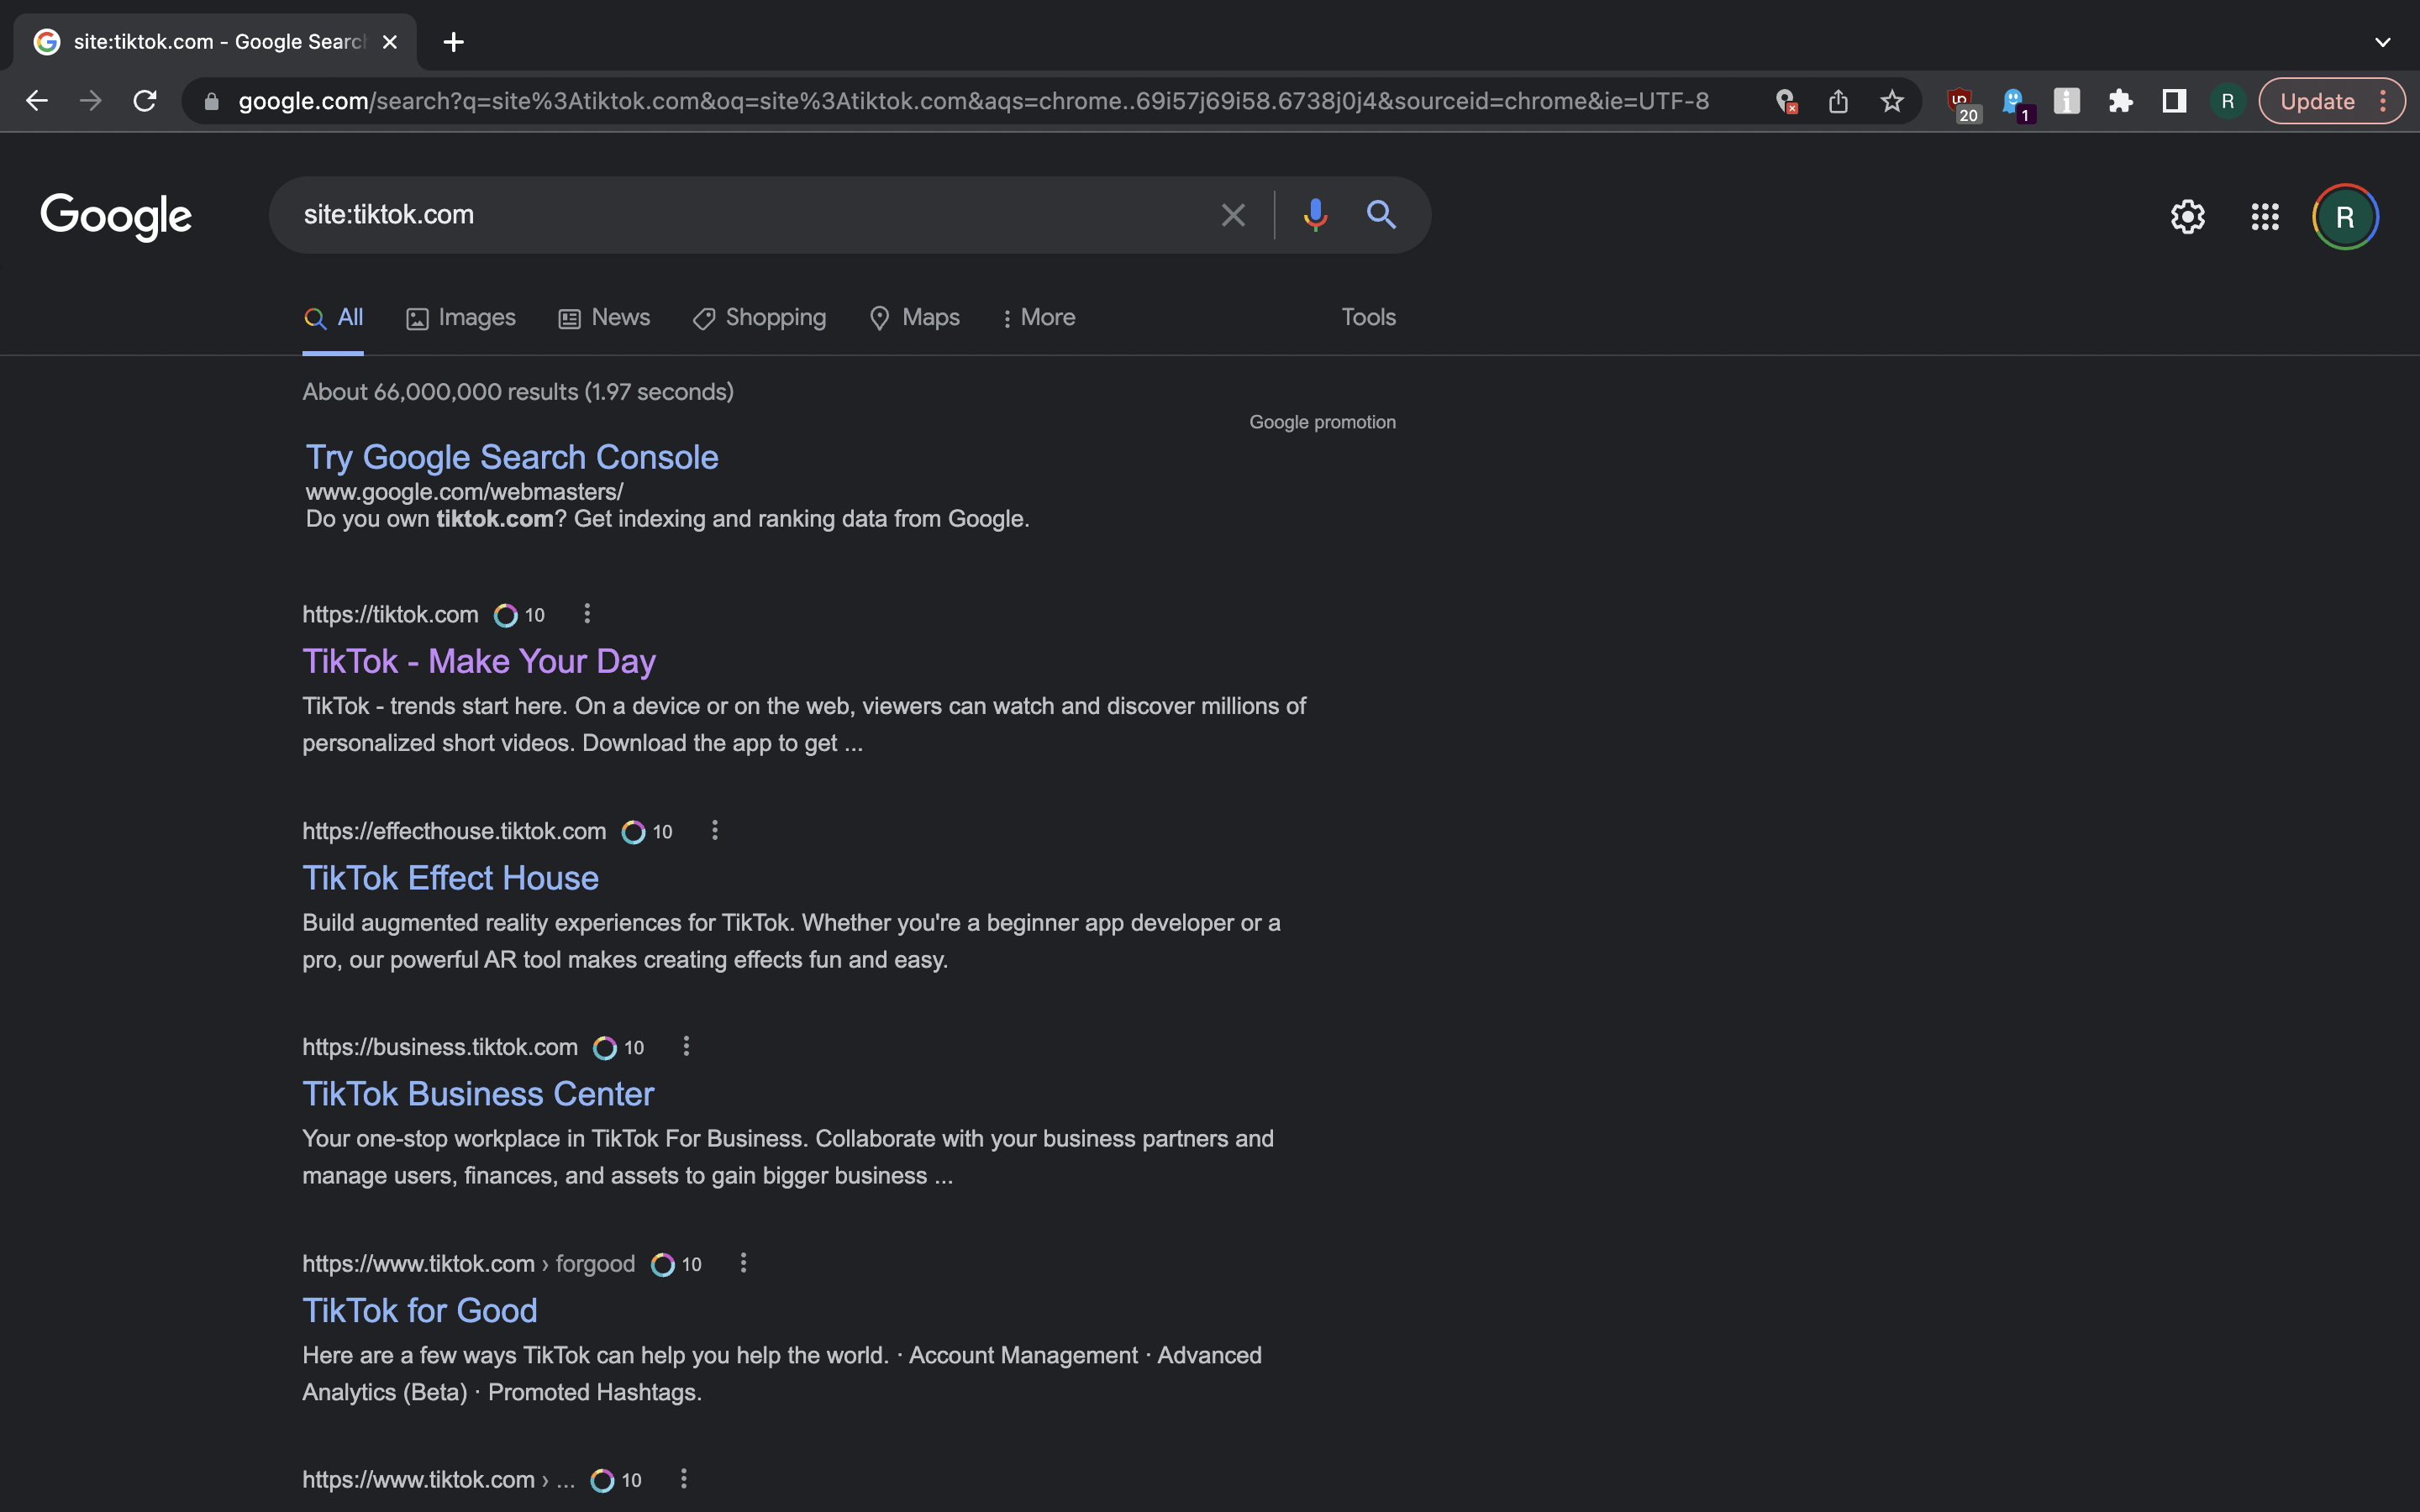 site:tiktok.com - Google Searc
google.com/search?q=site%3Atiktok.com&oq=site%3Atiktok.com&aqs=chrome..69i57j69i58.6738j0j4&sourceid=chrome&ie=UTF-8
20
1
R
Update
Google
site:tiktok.com
R
All
Images
News
Shopping
Maps
More
Tools
About 66,000,000 results (1.97 seconds)
Google promotion
Try Google Search Console
www.google.com/webmasters/
Do you own tiktok.com? Get indexing and ranking data from Google.
https://tiktok.com 10
TikTok - Make Your Day
TikTok - trends start here. On a device or on the web, viewers can watch and discover millions of
personalized short videos. Download the app to get ...
https://effecthouse.tiktok.com 10
TikTok Effect House
Build augmented reality experiences for TikTok. Whether you're a beginner app developer or a
pro, our powerful AR tool makes creating effects fun and easy.
https://business.tiktok.com 10
TikTok Business Center
Your one-stop workplace in TikTok For Business. Collaborate with your business partners and
manage users, finances, and assets to gain bigger business ...
https://www.tiktok.com › forgood 10
TikTok for Good
Here are a few ways TikTok can help you help the world. · Account Management · Advanced
Analytics (Beta) · Promoted Hashtags.
https://www.tiktok.com › ... 10